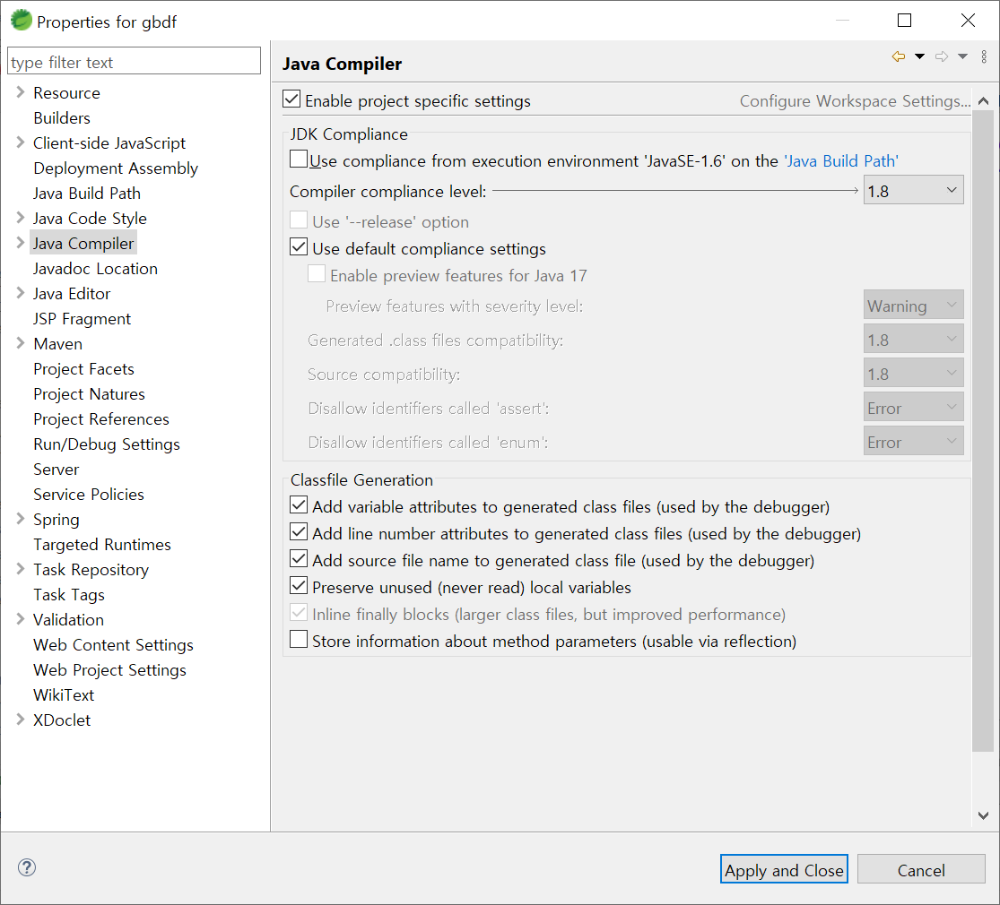 Properties for gbdf
type filter text
Resource
Builders
Client-side JavaScript
Deployment Assembly
Java Build Path
Java Code Style
Java Compiler
Javadoc Location
Java Editor
JSP Fragment
Maven
Project Facets
Project Natures
Project References
Run/Debug Settings
Server
Service Policies
Spring
Targeted Runtimes
Task Repository
Task Tags
Validation
Web Content Settings
Web Project Settings
WikiText
XDoclet
Java Compiler
Enable project specific settings Configure Workspace Settings...
JDK Compliance
Use compliance from execution environment 'JavaSE-1.6' on the 'Java Build Path'
Compiler compliance level: 1.8
Use '--release' option
Use default compliance settings
Enable preview features for Java 17
Preview features with severity level: Warning
Generated .class files compatibility: 1.8
Source compatibility: 1.8
Disallow identifiers called 'assert': Error
Disallow identifiers called 'enum': Error
Classfile Generation
Add variable attributes to generated class files (used by the debugger)
Add line number attributes to generated class files (used by the debugger)
Add source file name to generated class file (used by the debugger)
Preserve unused (never read) local variables
Inline finally blocks (larger class files, but improved performance)
Store information about method parameters (usable via reflection)
? Apply and Close Cancel